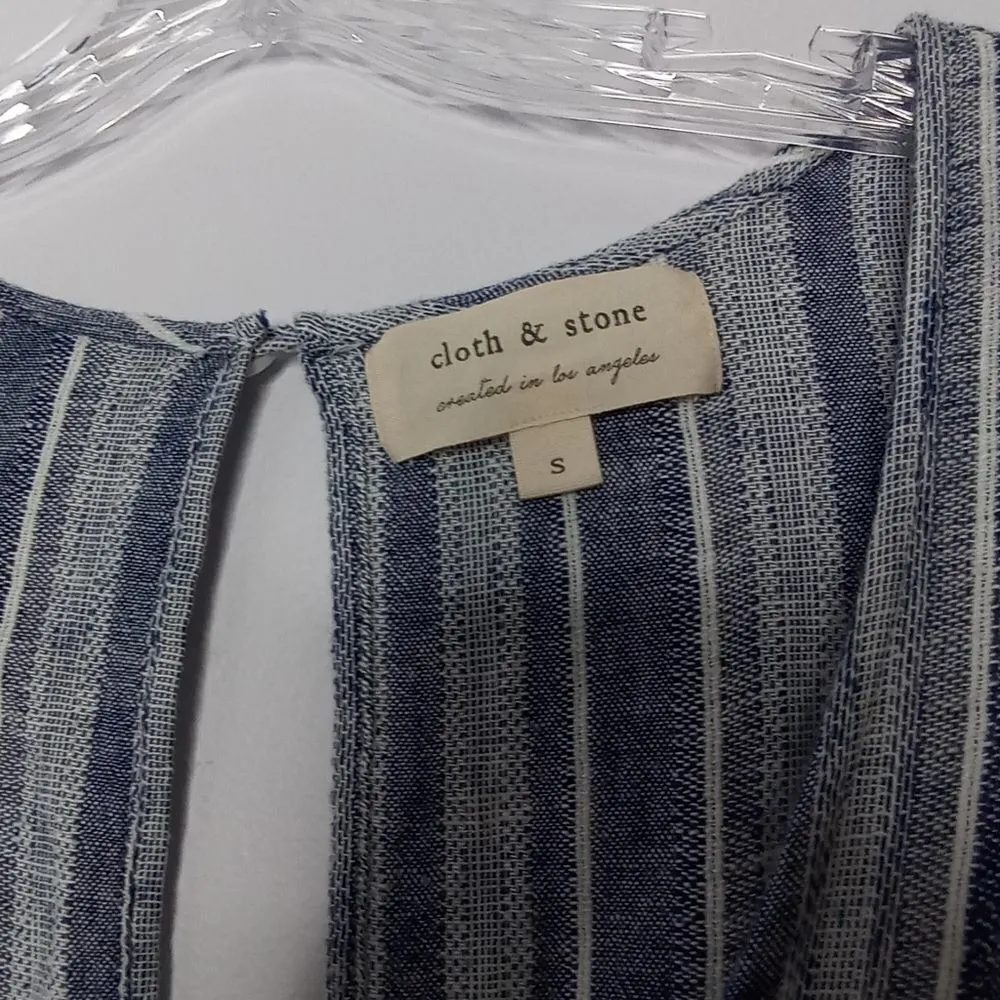 cloth & stone
created in los angeles
S